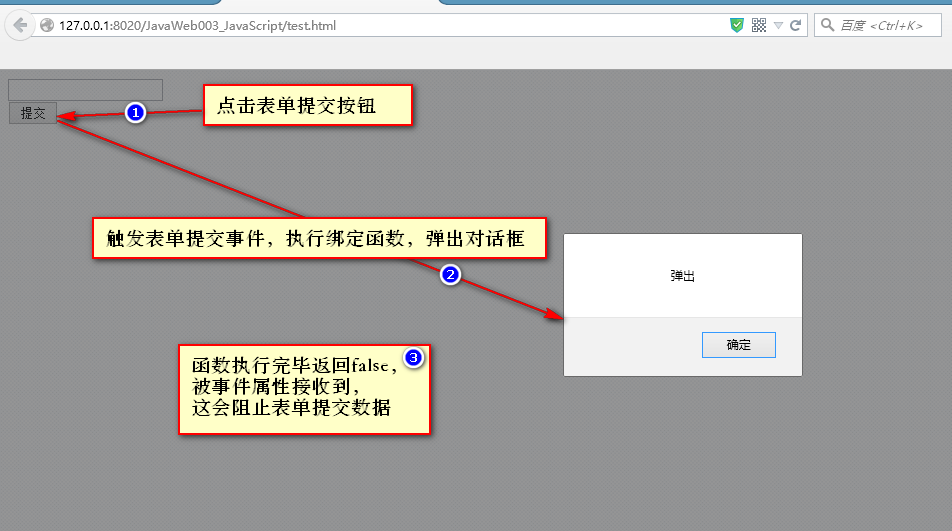 127.0.0.1:8020/JavaWeb003_JavaScript/test.html
百度 <Ctrl+K>
提交
1
点击表单提交按钮
触发表单提交事件，执行绑定函数，弹出对话框
2
弹出
确定
3
函数执行完毕返回false，
被事件属性接收到，
这会阻止表单提交数据